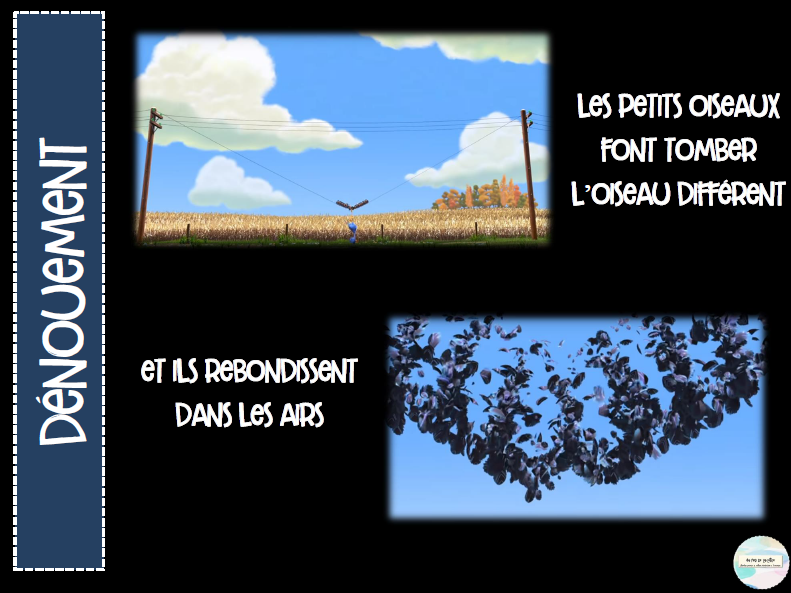 DÉNOUEMENT
LES PETITS OISEAUX
FONT TOMBER
L'OISEAU DIFFÉRENT
ET ILS REBONDISSENT
DANS LES AIRS